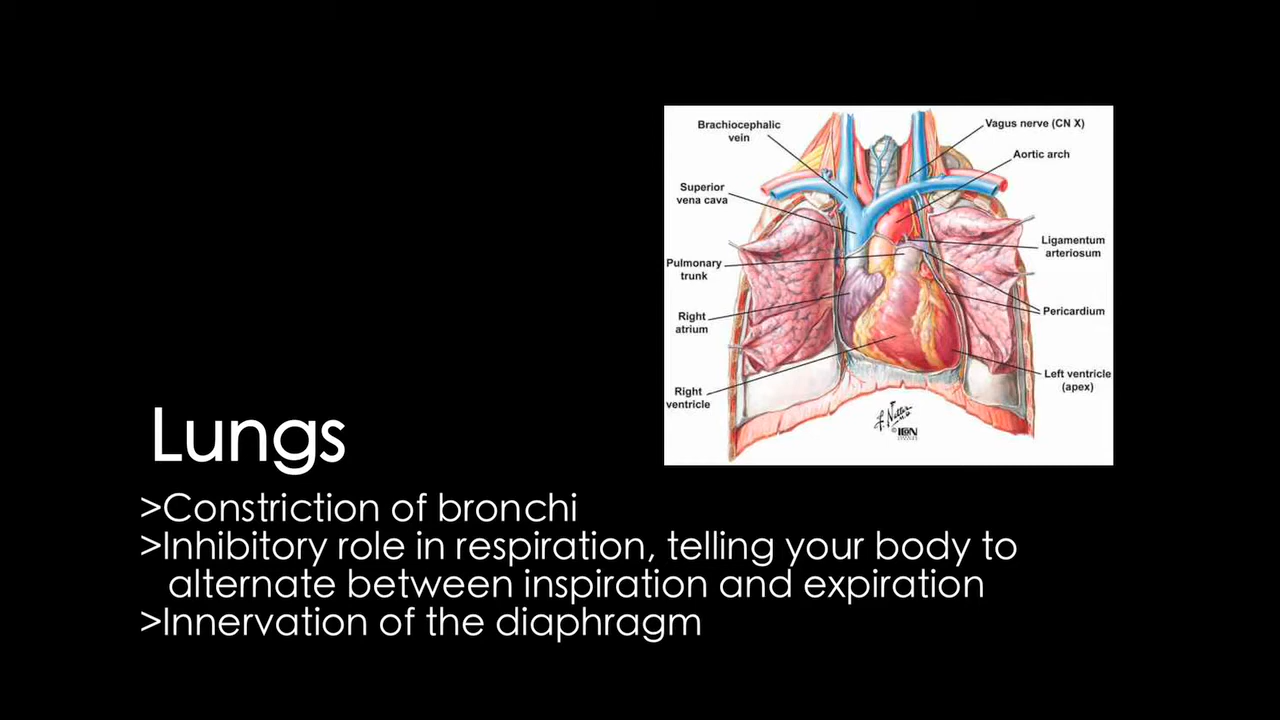 Brachiocephalic
vein
Superior
vena cava
Pulmonary
trunk
Right
atrium
Right
ventricle
Vagus nerve (CN X)
Aortic arch
Ligamentum
arteriosum
Pericardium
Left ventricle
(apex)
Lungs
>Constriction of bronchi
>Inhibitory role in respiration, telling your body to
alternate between inspiration and expiration
>Innervation of the diaphragm